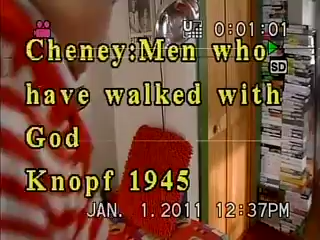 0:01:01
Cheney:Men who
SD
have walked with
God
Knopf 1945
JAN. 1.2011 12:37PM